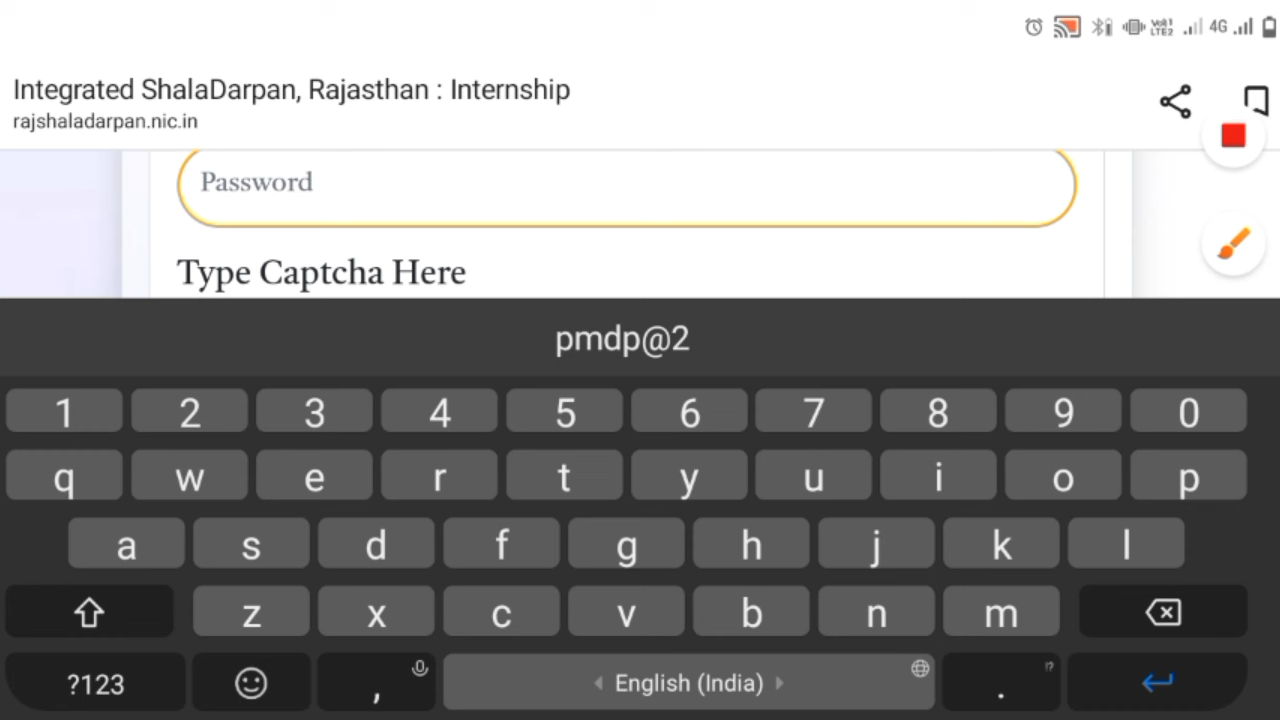 4G
Integrated ShalaDarpan, Rajasthan : Internship
rajshaladarpan.nic.in
Password
Type Captcha Here
pmdp@2
1 2 3 4 5 6 7 8 9 0
q w e r t y u i o p
a s d f g h j k l
z x c v b n m
?123 , English (India) . !?